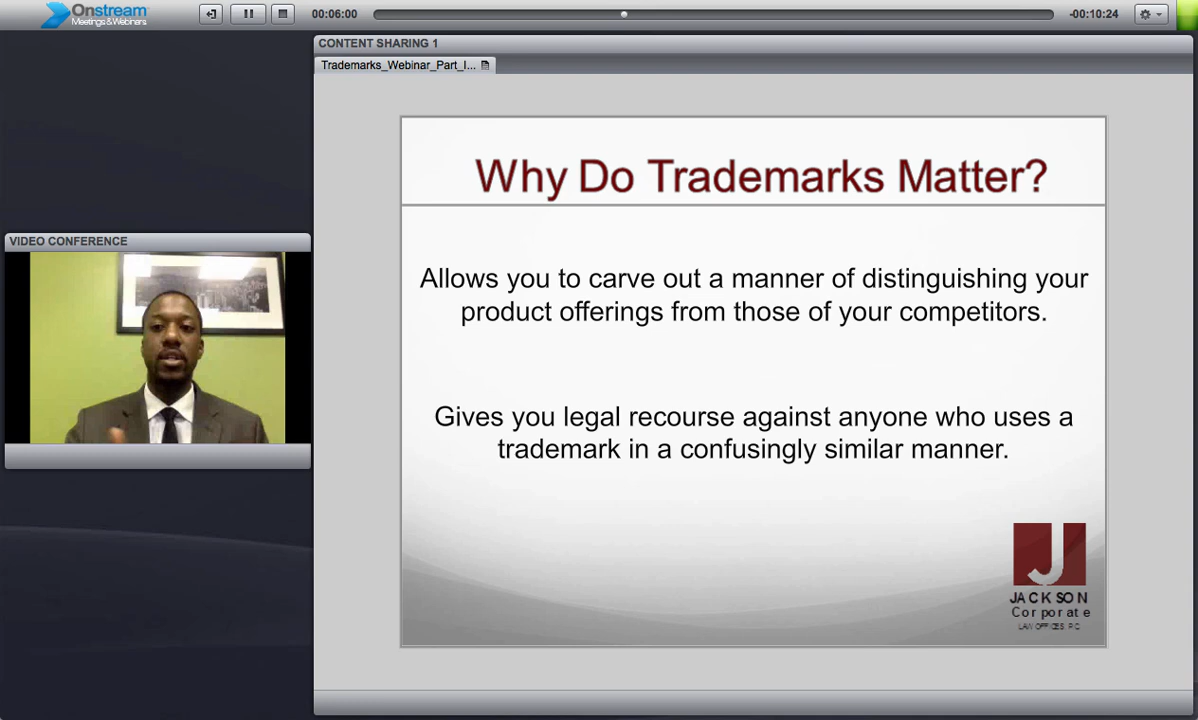 Onstream
Meetings&Webinars
00:06:00
-00:10:24
CONTENT SHARING 1
Trademarks_Webinar_Part_I...
VIDEO CONFERENCE
Why Do Trademarks Matter?
Allows you to carve out a manner of distinguishing your
product offerings from those of your competitors.
Gives you legal recourse against anyone who uses a
trademark in a confusingly similar manner.
J
JACKSON
Corporate
LAW OFFICES P.C.